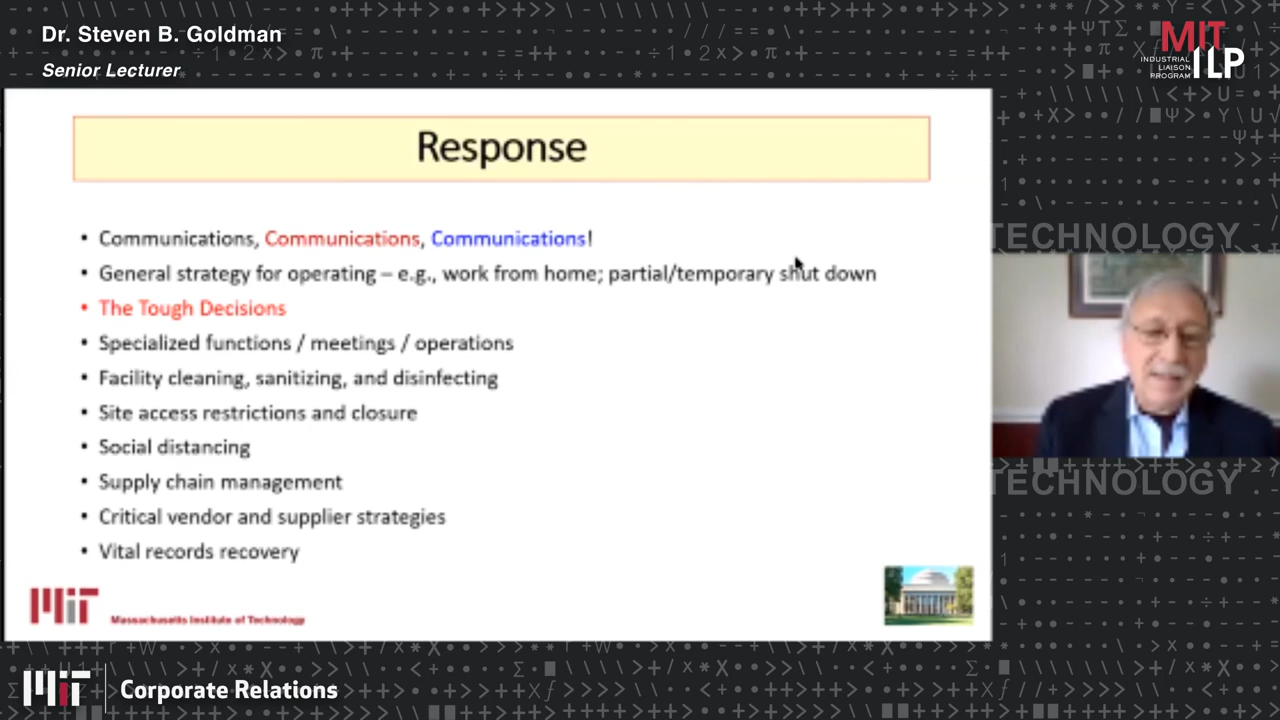 Dr. Steven B. Goldman
Senior Lecturer
MIT
INDUSTRIAL
LIAISON
PROGRAM
ILP
Response
• Communications, Communications, Communications!
• General strategy for operating – e.g., work from home; partial/temporary shut down
• The Tough Decisions
• Specialized functions / meetings / operations
• Facility cleaning, sanitizing, and disinfecting
• Site access restrictions and closure
• Social distancing
• Supply chain management
• Critical vendor and supplier strategies
• Vital records recovery
MIT
Massachusetts Institute of Technology
TECHNOLOGY
TECHNOLOGY
MIT
Corporate Relations